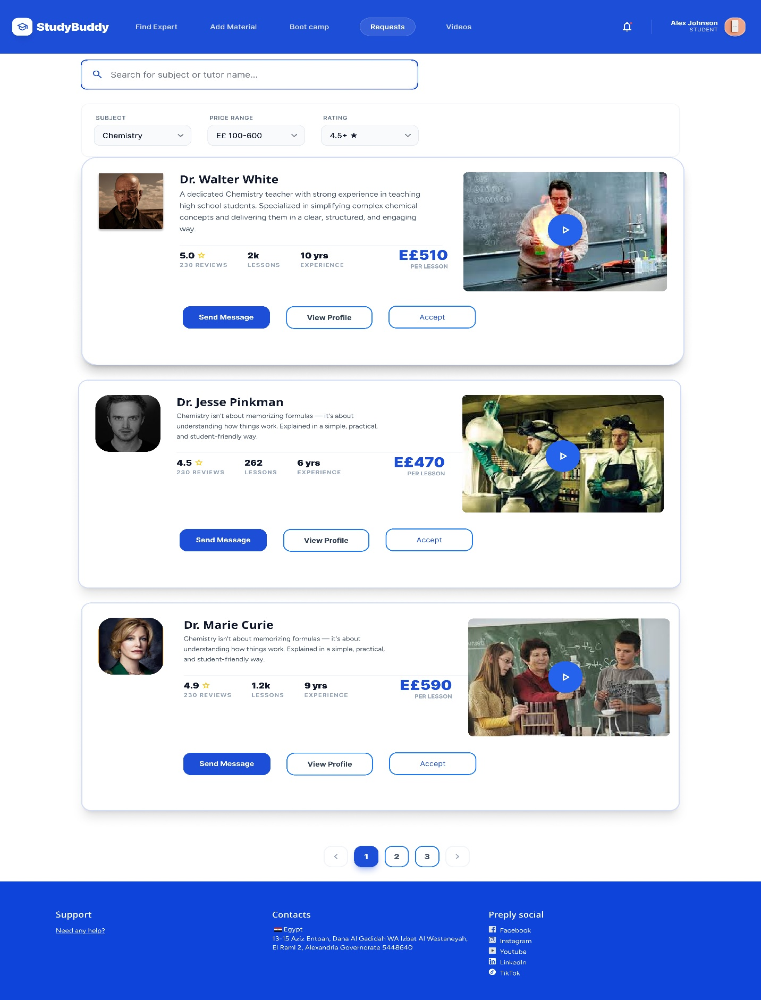 StudyBuddy
Find Expert
Add Material
Boot camp
Requests
Videos
Alex Johnson
STUDENT
Search for subject or tutor name...
SUBJECT
PRICE RANGE
RATING
Chemistry
E£ 100-600
4.5+ ★
Dr. Walter White
A dedicated Chemistry teacher with strong experience in teaching
high school students. Specialized in simplifying complex chemical
concepts and delivering them in a clear, structured, and engaging
way.
5.0
2k
10 yrs
E£510
230 REVIEWS
LESSONS
EXPERIENCE
PER LESSON
Send Message
View Profile
Accept
Dr. Jesse Pinkman
Chemistry isn't about memorizing formulas — it's about
understanding how things work. Explained in a simple, practical,
and student-friendly way.
4.5
262
6 yrs
E£470
230 REVIEWS
LESSONS
EXPERIENCE
PER LESSON
Send Message
View Profile
Accept
Dr. Marie Curie
Chemistry isn't about memorizing formulas — it's about
understanding how things work. Explained in a simple, practical,
and student-friendly way.
4.9
1.2k
9 yrs
E£590
230 REVIEWS
LESSONS
EXPERIENCE
PER LESSON
Send Message
View Profile
Accept
1
2
3
Support
Need any help?
Contacts
Egypt
13-15 Aziz Entoan, Dana Al Gadidah WA Izbat Al Westaneyah,
El Raml 2, Alexandria Governorate 5448640
Preply social
Facebook
Instagram
Youtube
LinkedIn
TikTok